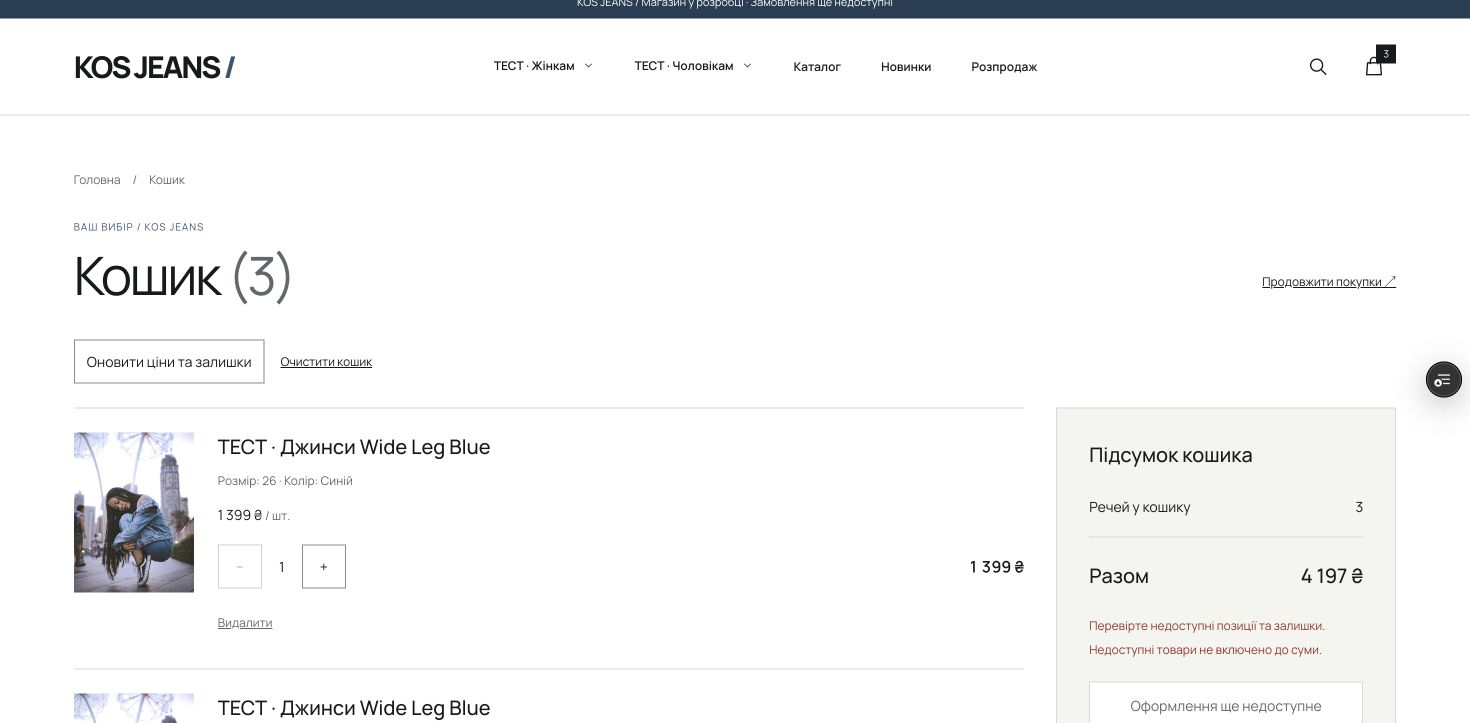 KOS JEANS / Магазин у розробці · Замовлення ще недоступні
KOS JEANS /
ТЕСТ · Жінкам
ТЕСТ · Чоловікам
Каталог
Новинки
Розпродаж
3
Головна / Кошик
ВАШ ВИБІР / KOS JEANS
Кошик (3)
Продовжити покупки ↗
Оновити ціни та залишки
Очистити кошик
ТЕСТ · Джинси Wide Leg Blue
Розмір: 26 · Колір: Синій
1 399 ₴ / шт.
− 1 +
1 399 ₴
Видалити
ТЕСТ · Джинси Wide Leg Blue
Підсумок кошика
Речей у кошику 3
Разом 4 197 ₴
Перевірте недоступні позиції та залишки.
Недоступні товари не включено до суми.
Оформлення ще недоступне